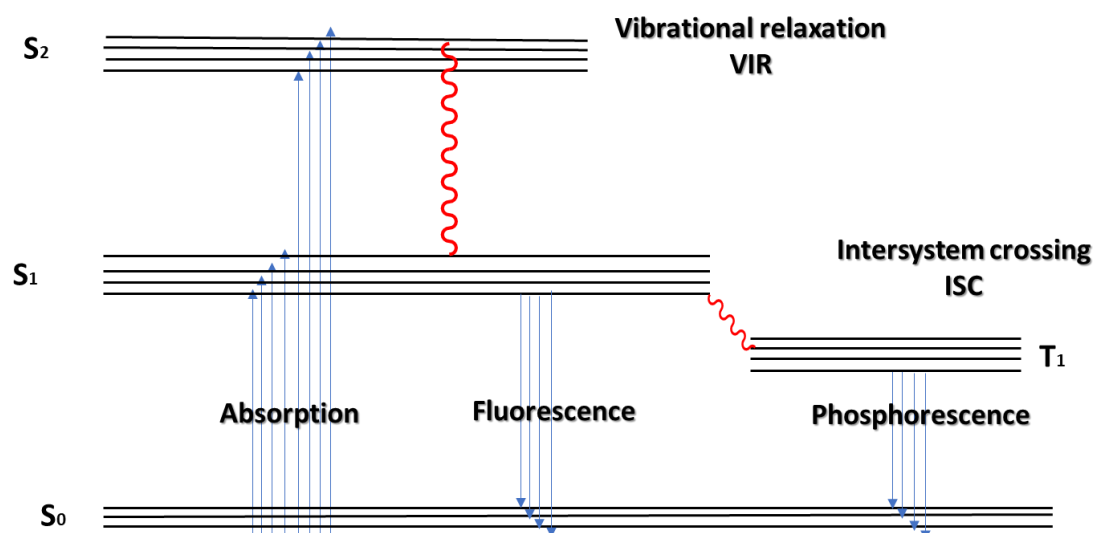 S2
Vibrational relaxation
VIR
S1
Intersystem crossing
ISC
T1
Absorption
Fluorescence
Phosphorescence
S0